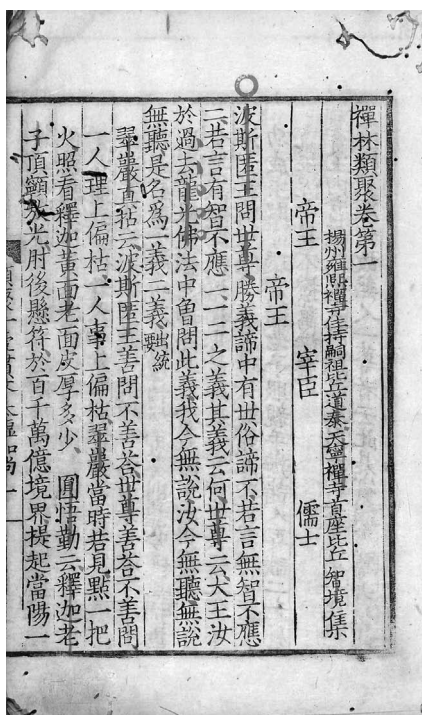 禪林類聚卷第一
揚州雍熙禪寺住持嗣祖比丘道泰天寧禪寺首座比丘智境集
帝王 宰臣 儒士
帝王
波斯匿王問世尊勝義諦中有世俗諦不若言無智不應
二若言有智不應一一二之義其義云何世尊云大王汝
於過去龍光佛法中曾問此義我今無說汝今無聽無說
無聽是名為一義二義出統要
翠巖真拈云波斯匿王善問不善荅世尊善荅不善問
一人理上偏枯一人事上偏枯翠巖當時若見點一把
火照看釋迦黃面老面皮厚多少 圓悟勤云釋迦老
子頂顙放光肘後懸符於百千萬億境界提起當陽一